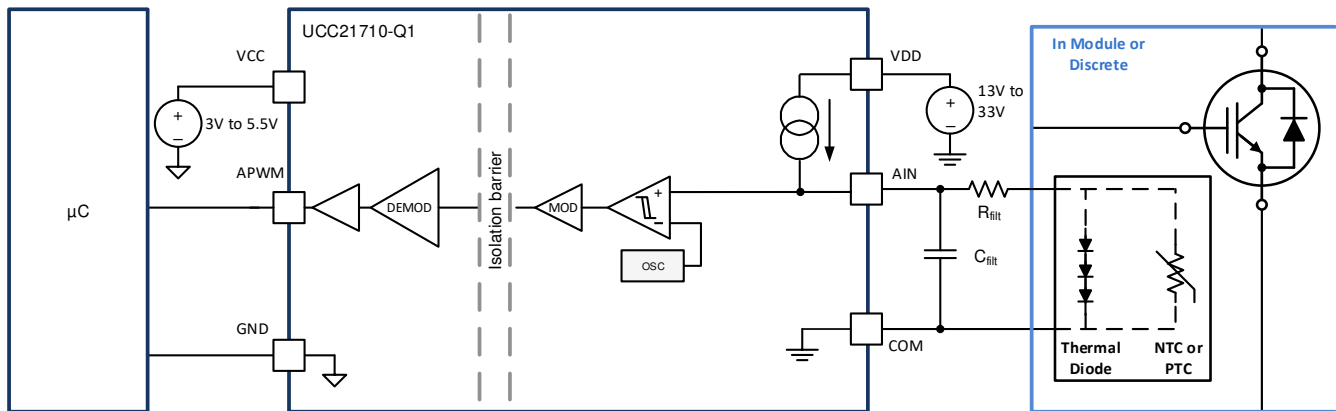 UCC21710-Q1
VCC
3V to 5.5V
+
−
APWM
µC
GND
DEMOD
Isolation barrier
MOD
+
−
OSC
VDD
+
−
13V to
33V
AIN
Rfilt
Cfilt
COM
In Module or
Discrete
Thermal
Diode
NTC or
PTC